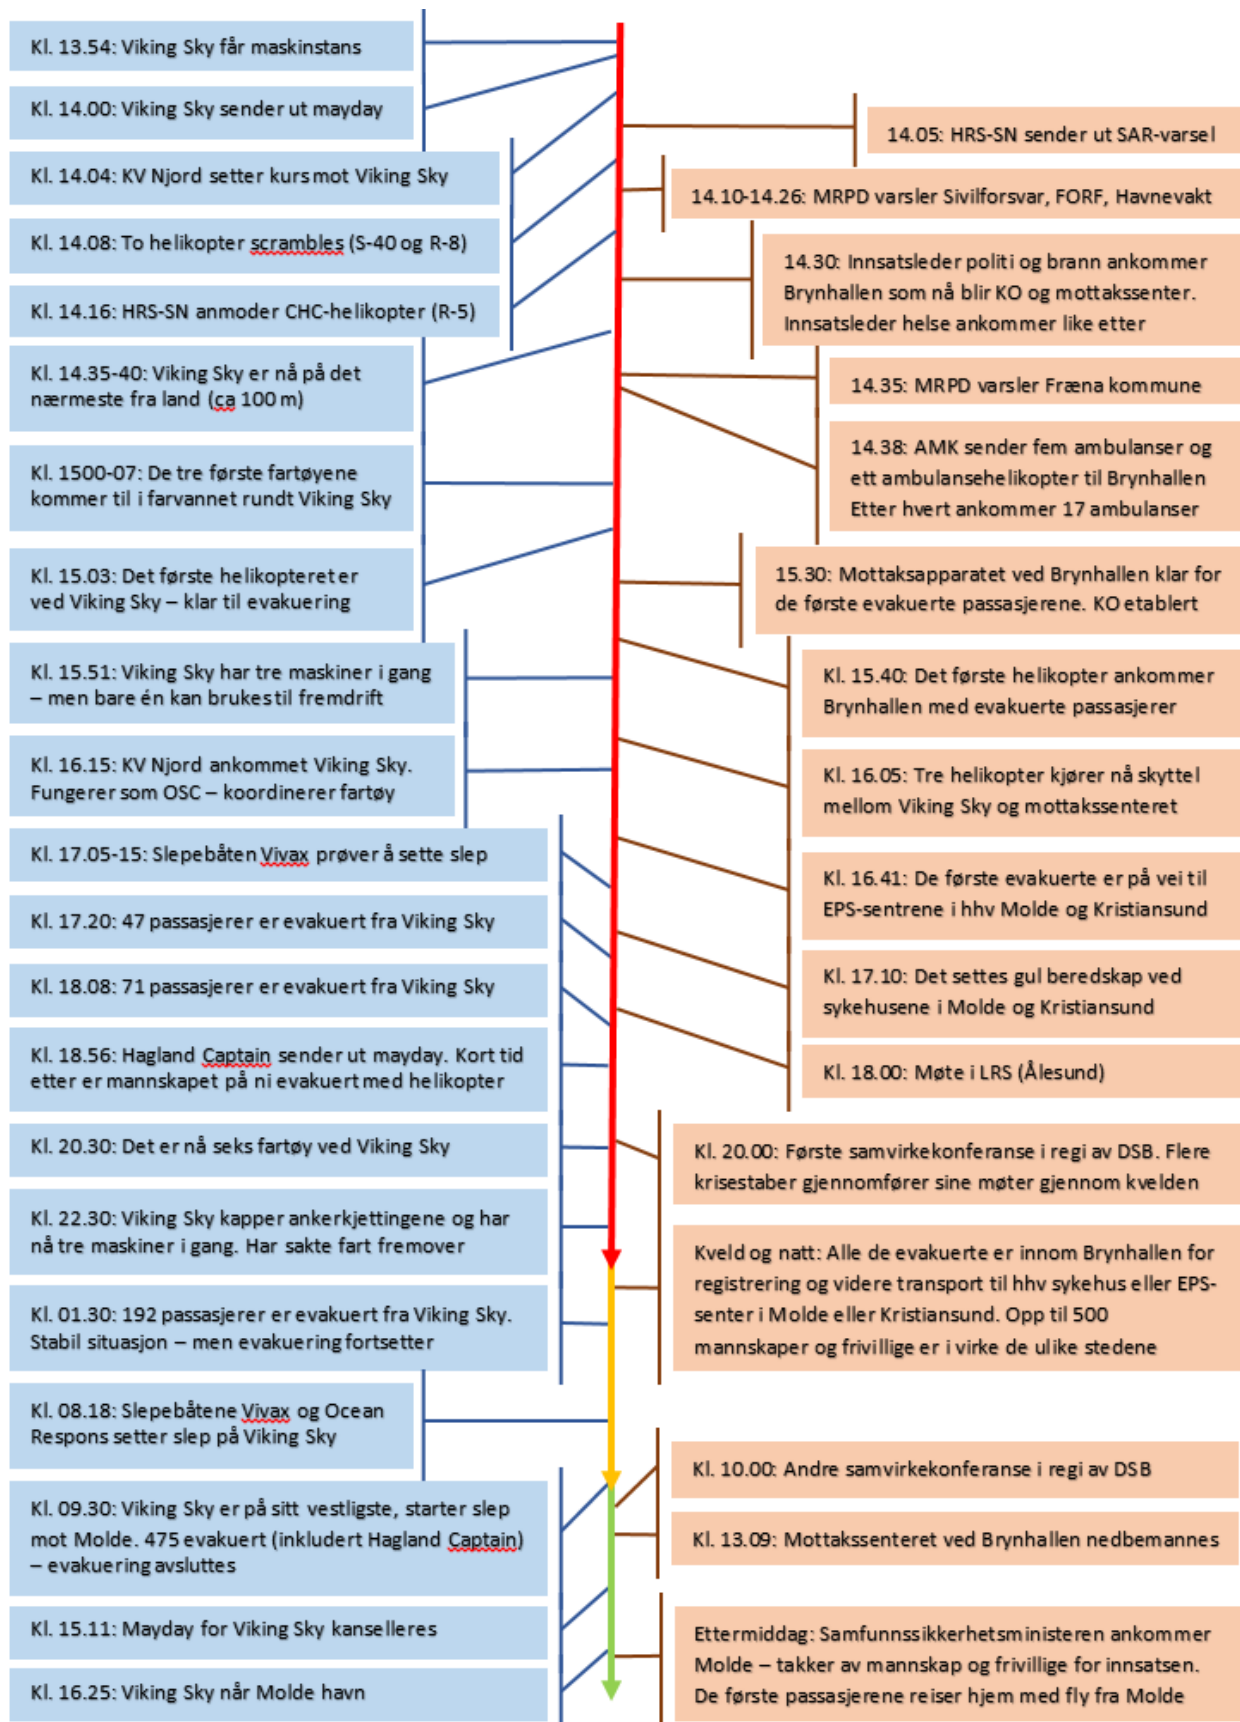 Kl. 13.54: Viking Sky får maskinstans
Kl. 14.00: Viking Sky sender ut mayday
Kl. 14.04: KV Njord setter kurs mot Viking Sky
Kl. 14.08: To helikopter scrambles (S-40 og R-8)
Kl. 14.16: HRS-SN anmoder CHC-helikopter (R-5)
Kl. 14.35-40: Viking Sky er nå på det
nærmeste fra land (ca 100 m)
Kl. 1500-07: De tre første fartøyene
kommer til i farvannet rundt Viking Sky
Kl. 15.03: Det første helikopteret er
ved Viking Sky – klar til evakuering
Kl. 15.51: Viking Sky har tre maskiner i gang
– men bare én kan brukes til fremdrift
Kl. 16.15: KV Njord ankommet Viking Sky.
Fungerer som OSC – koordinerer fartøy
Kl. 17.05-15: Slepebåten Vivax prøver å sette slep
Kl. 17.20: 47 passasjerer er evakuert fra Viking Sky
Kl. 18.08: 71 passasjerer er evakuert fra Viking Sky
Kl. 18.56: Hagland Captain sender ut mayday. Kort tid
etter er mannskapet på ni evakuert med helikopter
Kl. 20.30: Det er nå seks fartøy ved Viking Sky
Kl. 22.30: Viking Sky kapper ankerkjettingene og har
nå tre maskiner i gang. Har sakte fart fremover
Kl. 01.30: 192 passasjerer er evakuert fra Viking Sky.
Stabil situasjon – men evakuering fortsetter
Kl. 08.18: Slepebåtene Vivax og Ocean
Respons setter slep på Viking Sky
Kl. 09.30: Viking Sky er på sitt vestligste, starter slep
mot Molde. 475 evakuert (inkludert Hagland Captain)
– evakuering avsluttes
Kl. 15.11: Mayday for Viking Sky kanselleres
Kl. 16.25: Viking Sky når Molde havn
14.05: HRS-SN sender ut SAR-varsel
14.10-14.26: MRPD varsler Sivilforsvar, FORF, Havnevakt
14.30: Innsatsleder politi og brann ankommer
Brynhallen som nå blir KO og mottakssenter.
Innsatsleder helse ankommer like etter
14.35: MRPD varsler Fræna kommune
14.38: AMK sender fem ambulanser og
ett ambulansehelikopter til Brynhallen
Etter hvert ankommer 17 ambulanser
15.30: Mottaksapparatet ved Brynhallen klar for
de første evakuerte passasjerene. KO etablert
Kl. 15.40: Det første helikopter ankommer
Brynhallen med evakuerte passasjerer
Kl. 16.05: Tre helikopter kjører nå skyttel
mellom Viking Sky og mottakssenteret
Kl. 16.41: De første evakuerte er på vei til
EPS-sentrene i hhv Molde og Kristiansund
Kl. 17.10: Det settes gul beredskap ved
sykehusene i Molde og Kristiansund
Kl. 18.00: Møte i LRS (Ålesund)
Kl. 20.00: Første samvirkekonferanse i regi av DSB. Flere
krisestaber gjennomfører sine møter gjennom kvelden
Kveld og natt: Alle de evakuerte er innom Brynhallen for
registrering og videre transport til hhv sykehus eller EPS-
senter i Molde eller Kristiansund. Opp til 500
mannskaper og frivillige er i virke de ulike stedene
Kl. 10.00: Andre samvirkekonferanse i regi av DSB
Kl. 13.09: Mottakssenteret ved Brynhallen nedbemannes
Ettermiddag: Samfunnssikkerhetsministeren ankommer
Molde – takker av mannskap og frivillige for innsatsen.
De første passasjerene reiser hjem med fly fra Molde